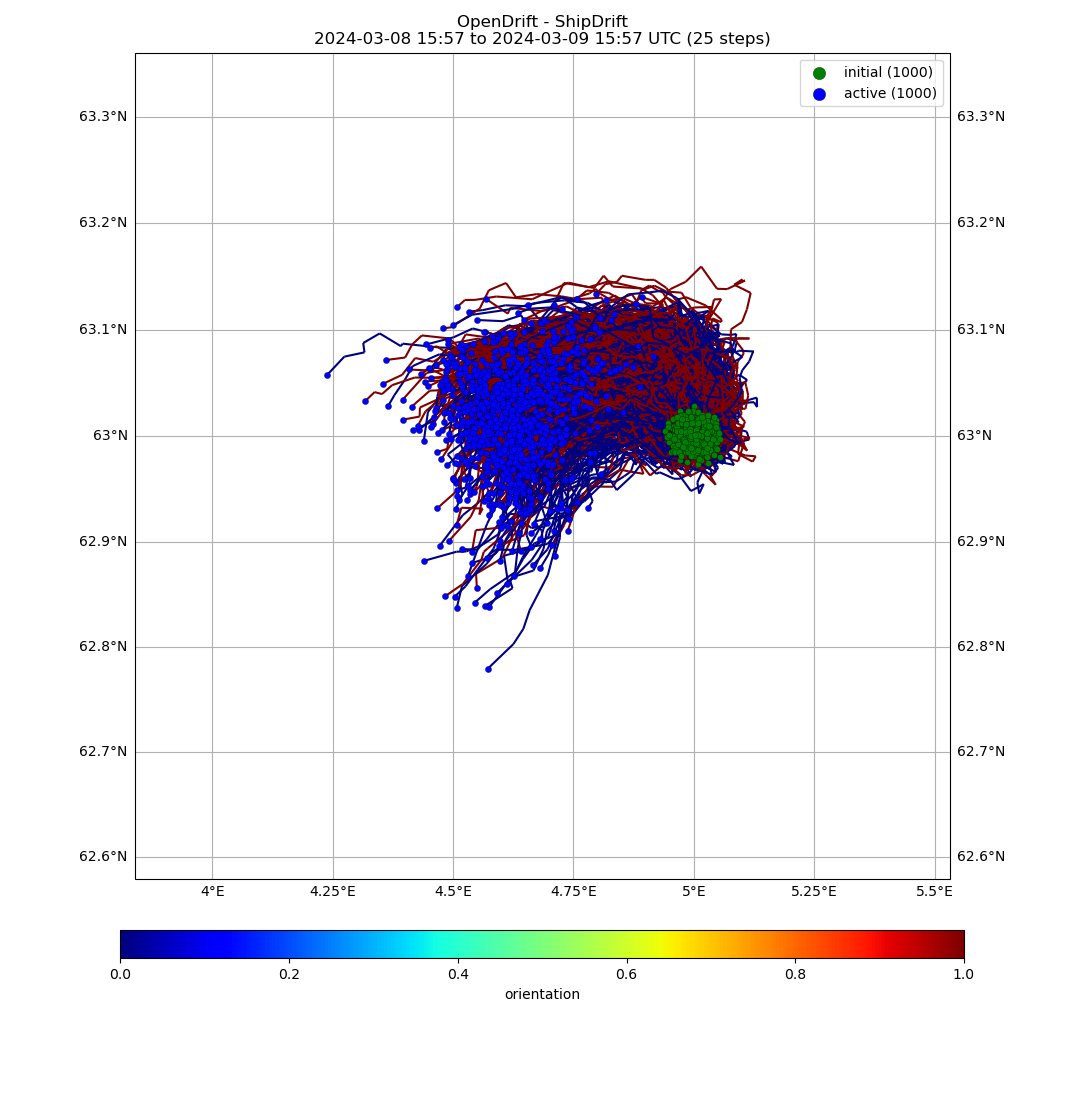 OpenDrift - ShipDrift
2024-03-08 15:57 to 2024-03-09 15:57 UTC (25 steps)
initial (1000)
active (1000)
63.3°N 63.3°N
63.2°N 63.2°N
63.1°N 63.1°N
63°N 63°N
62.9°N 62.9°N
62.8°N 62.8°N
62.7°N 62.7°N
62.6°N 62.6°N
4°E 4.25°E 4.5°E 4.75°E 5°E 5.25°E 5.5°E
0.0 0.2 0.4 0.6 0.8 1.0
orientation